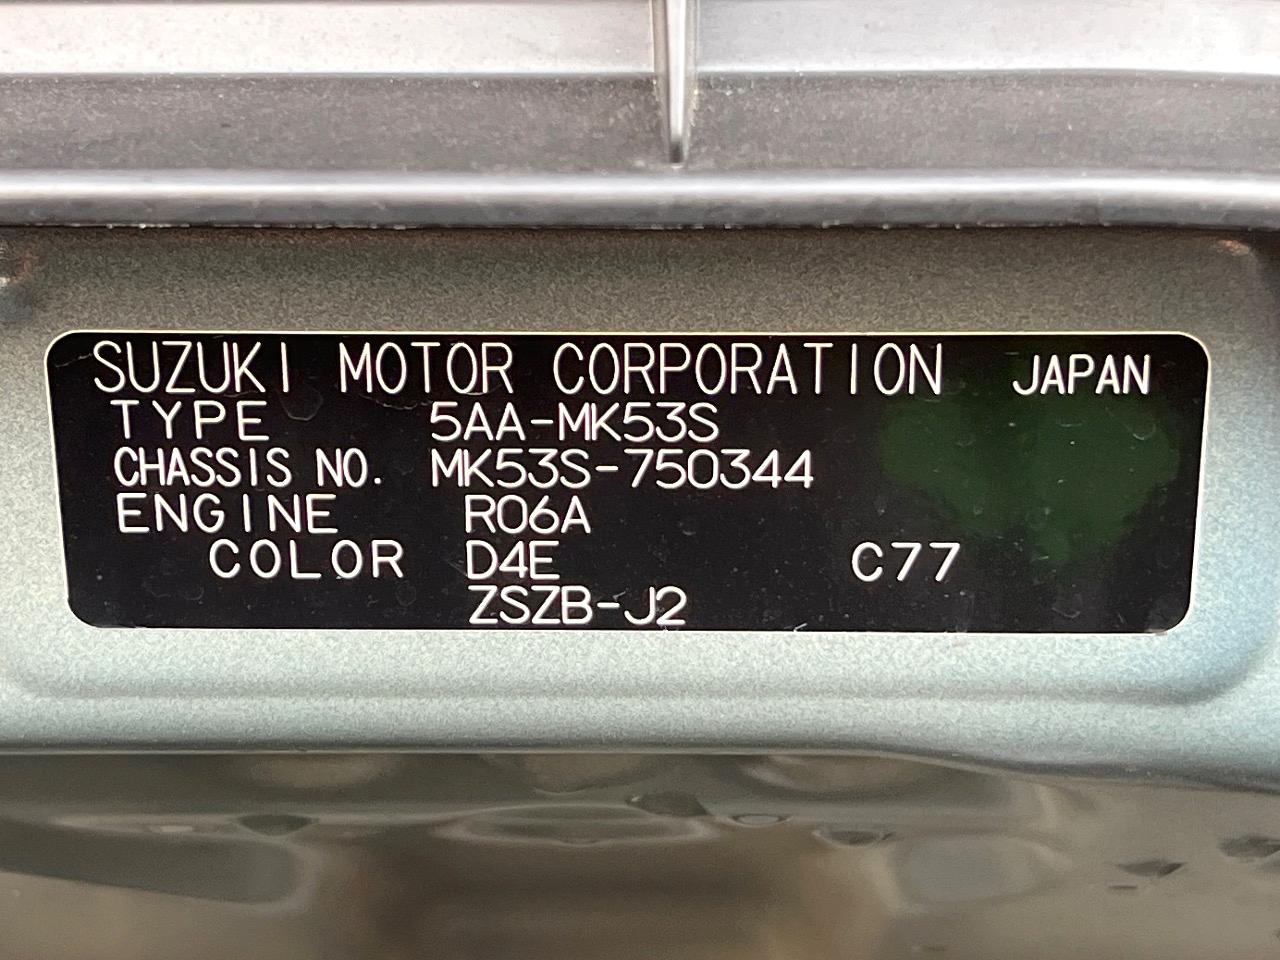 SUZUKI MOTOR CORPORATION JAPAN
TYPE 5AA-MK53S
CHASSIS NO. MK53S-750344
ENGINE R06A
COLOR D4E C77
ZSZB-J2